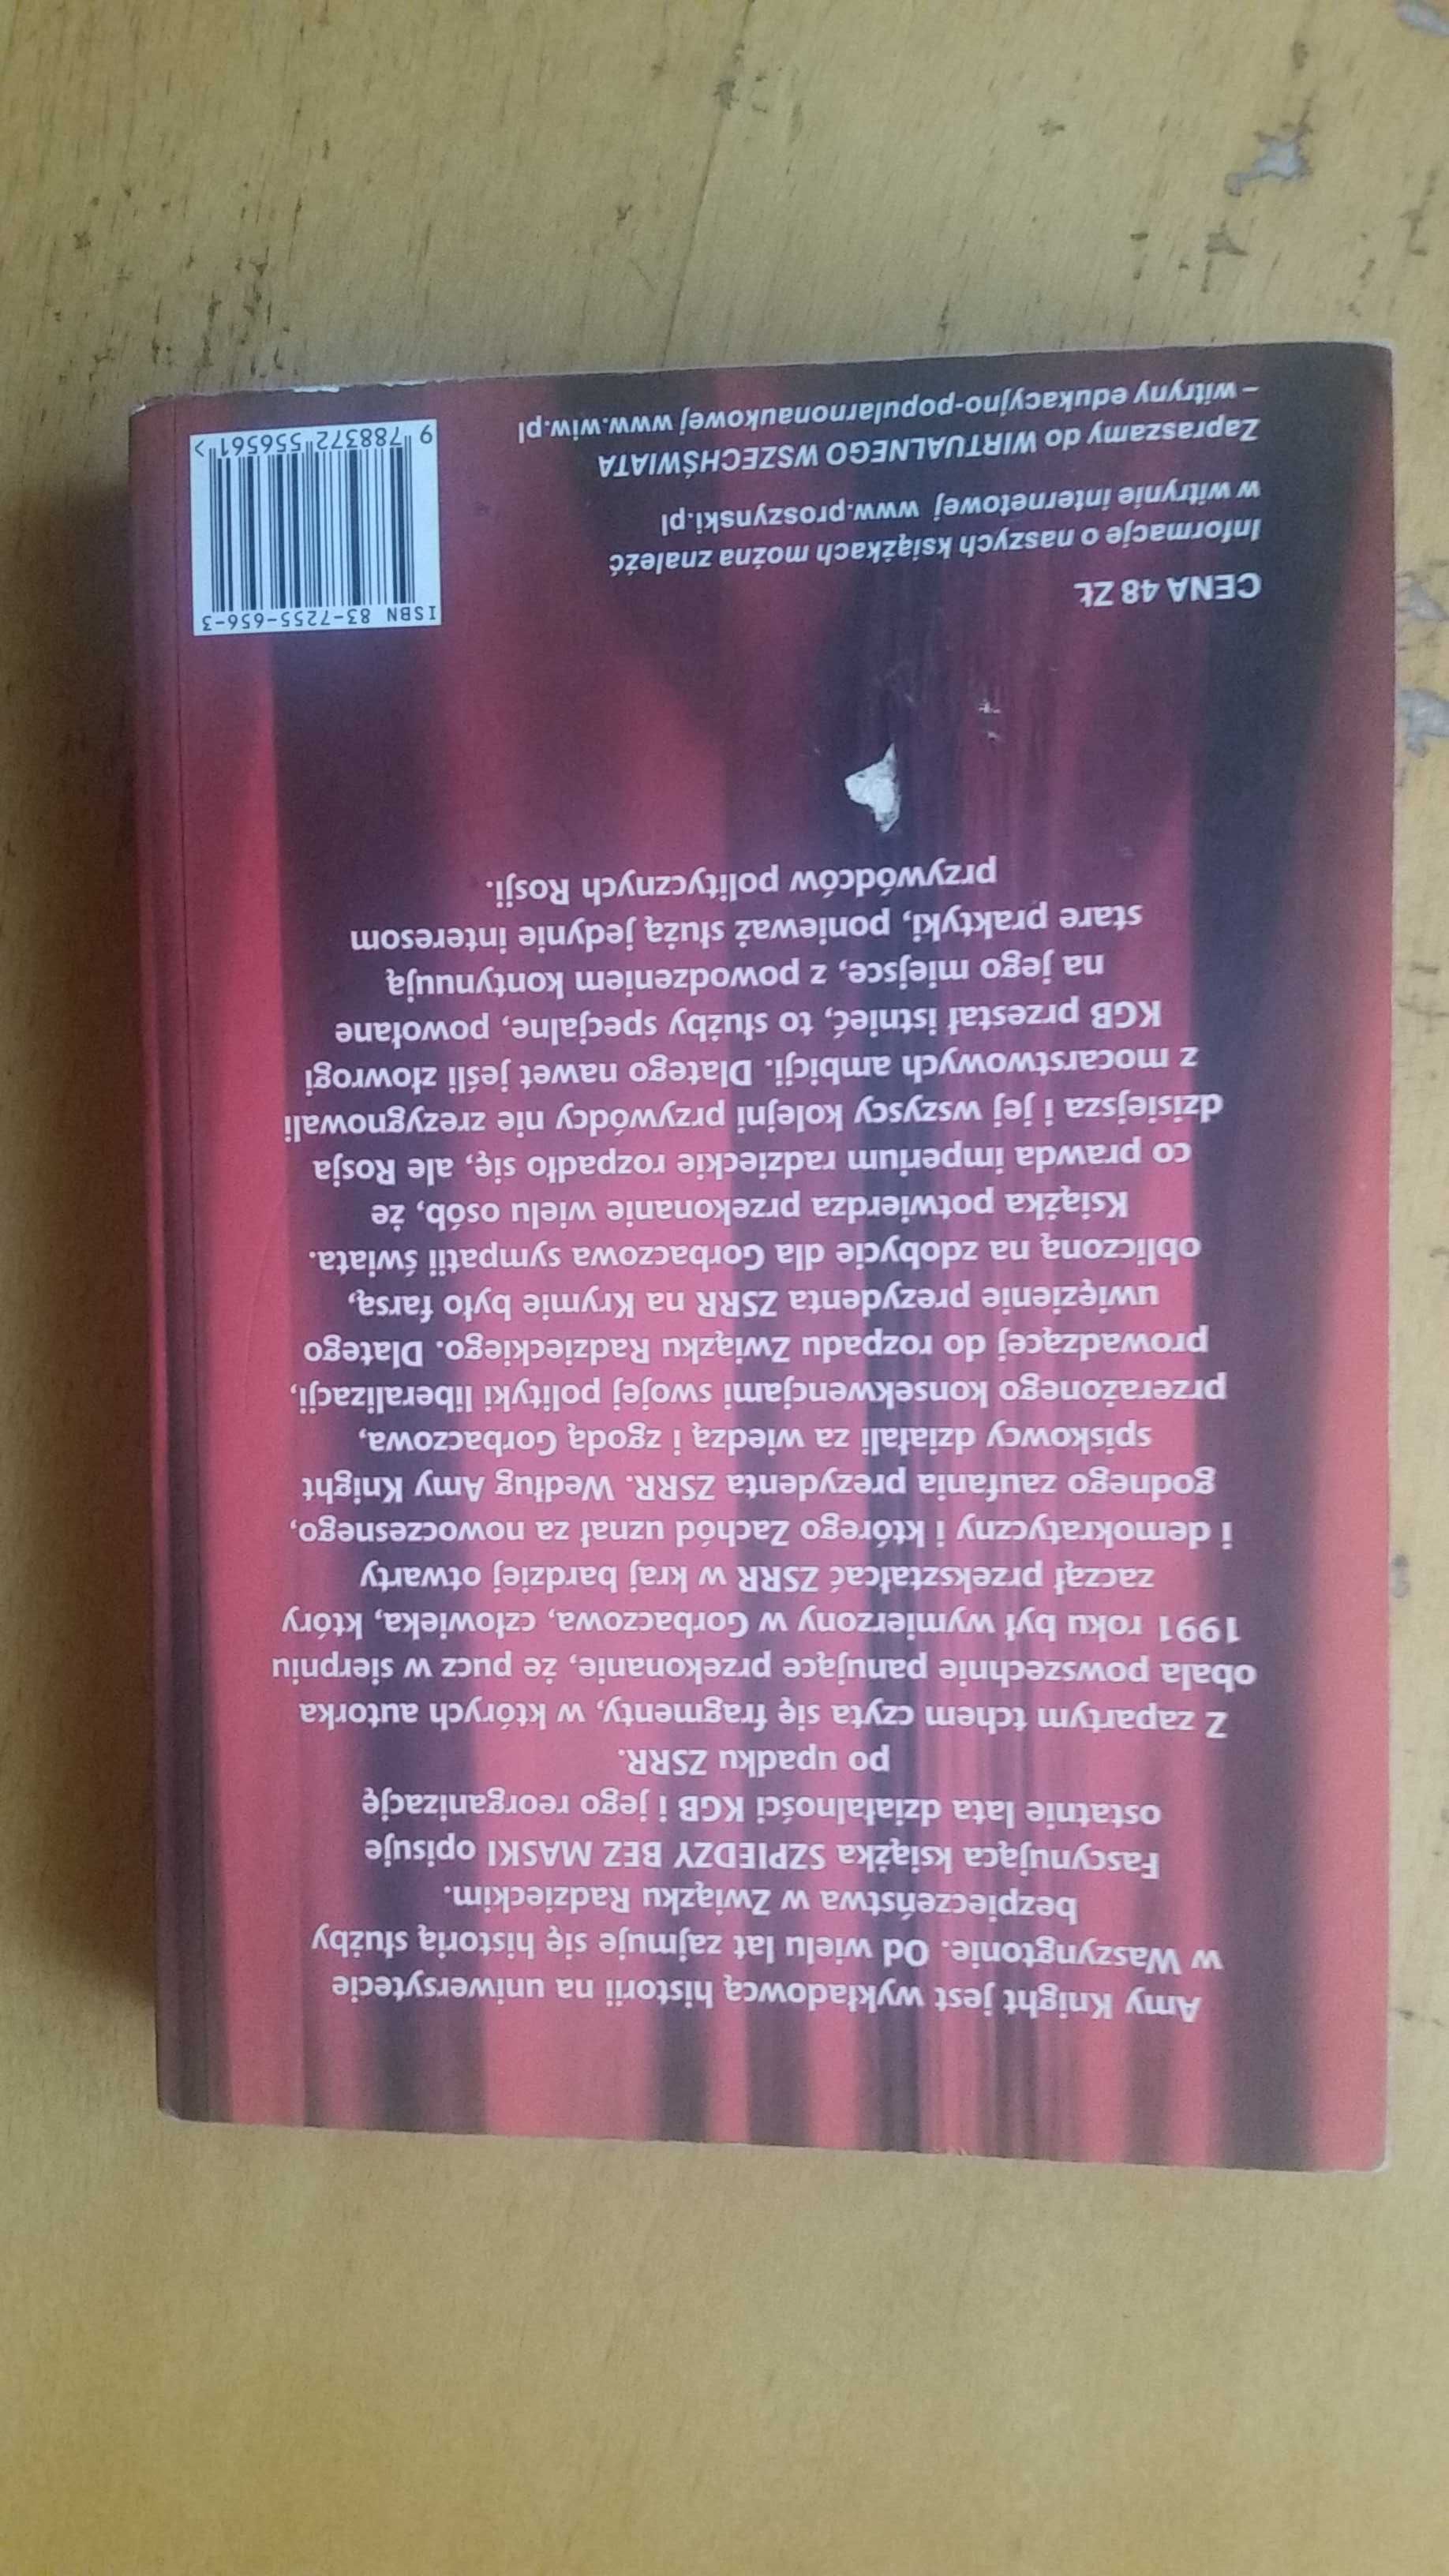 Amy Knight jest wykładowcą historii na uniwersytecie
w Waszyngtonie. Od wielu lat zajmuje się historią służby
bezpieczeństwa w Związku Radzieckim.
Fascynująca książka SZPIEDZY BEZ MASKI opisuje
ostatnie lata działalności KGB i jego reorganizację
po upadku ZSRR.
Z zapartym tchem czyta się fragmenty, w których autorka
obala powszechnie panujące przekonanie, że pucz w sierpniu
1991 roku był wymierzony w Gorbaczowa, człowieka, który
zaczął przekształcać ZSRR w kraj bardziej otwarty
i demokratyczny i którego Zachód uznał za nowoczesnego,
godnego zaufania prezydenta ZSRR. Według Amy Knight
spiskowcy działali za wiedzą i zgodą Gorbaczowa,
przerażonego konsekwencjami swojej polityki liberalizacji,
prowadzącej do rozpadu Związku Radzieckiego. Dlatego
uwięzienie prezydenta ZSRR na Krymie było farsą,
obliczoną na zdobycie dla Gorbaczowa sympatii świata.
Książka potwierdza przekonanie wielu osób, że
co prawda imperium radzieckie rozpadło się, ale Rosja
dzisiejsza i jej wszyscy kolejni przywódcy nie zrezygnowali
z mocarstwowych ambicji. Dlatego nawet jeśli złowrogi
KGB przestał istnieć, to służby specjalne, powołane
na jego miejsce, z powodzeniem kontynuują
stare praktyki, ponieważ służą jedynie interesom
przywódców politycznych Rosji.
CENA 48 ZŁ
Informacje o naszych książkach można znaleźć
w witrynie internetowej www.proszynski.pl
Zapraszamy do WIRTUALNEGO WSZECHŚWIATA
– witryny edukacyjno-popularnonaukowej www.wiw.pl
ISBN 83-7255-656-3
9 788372 556561 >